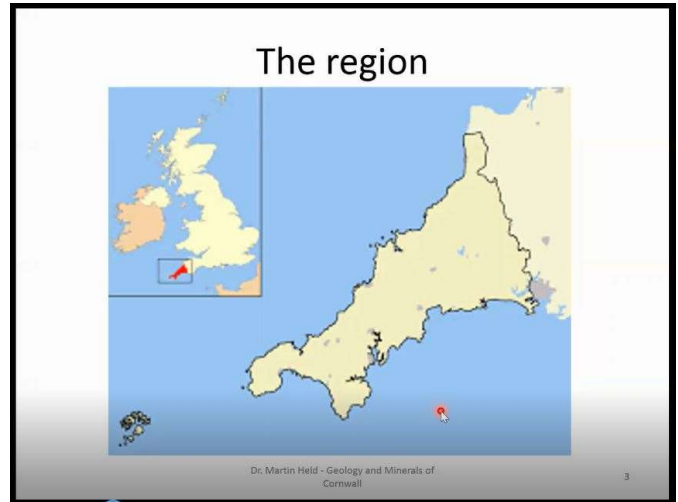 The region
Dr. Martin Held - Geology and Minerals of
Cornwall
3